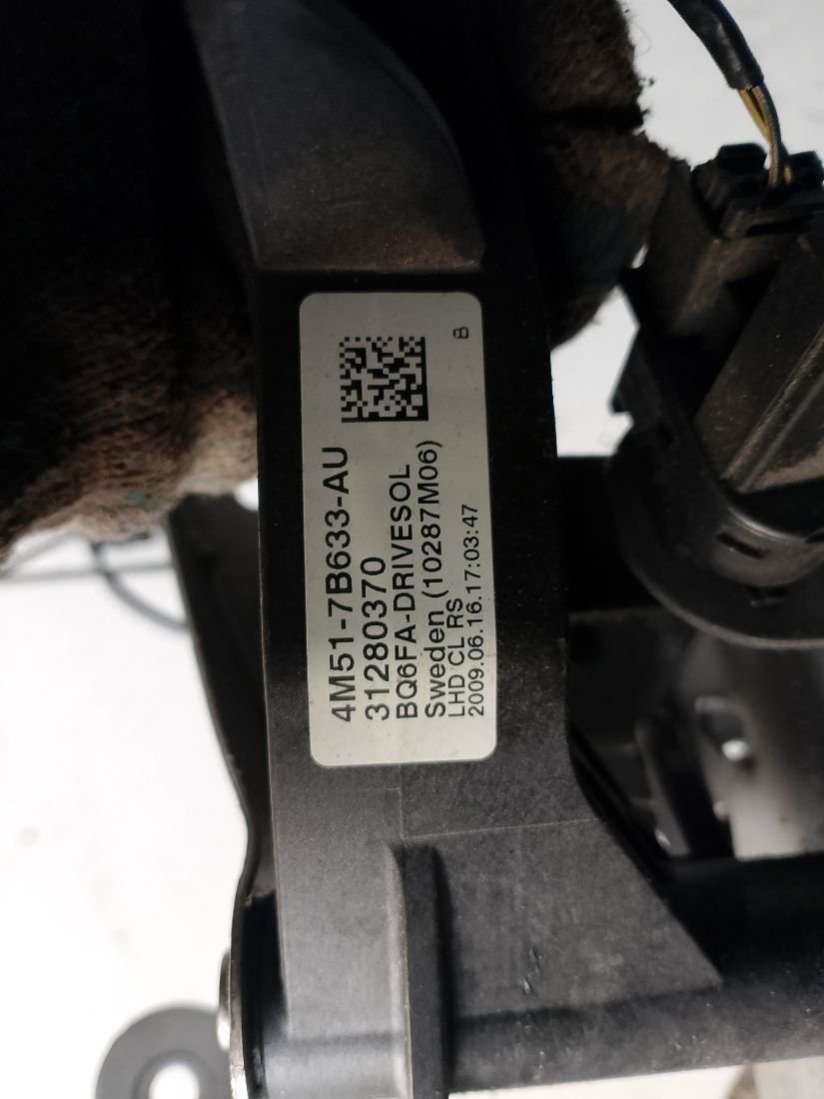 4M51-7B633-AU
31280370
BQ6FA-DRIVESOL
Sweden (10287M06)
LHD CL RS
2009.06.16.17:03:47
B